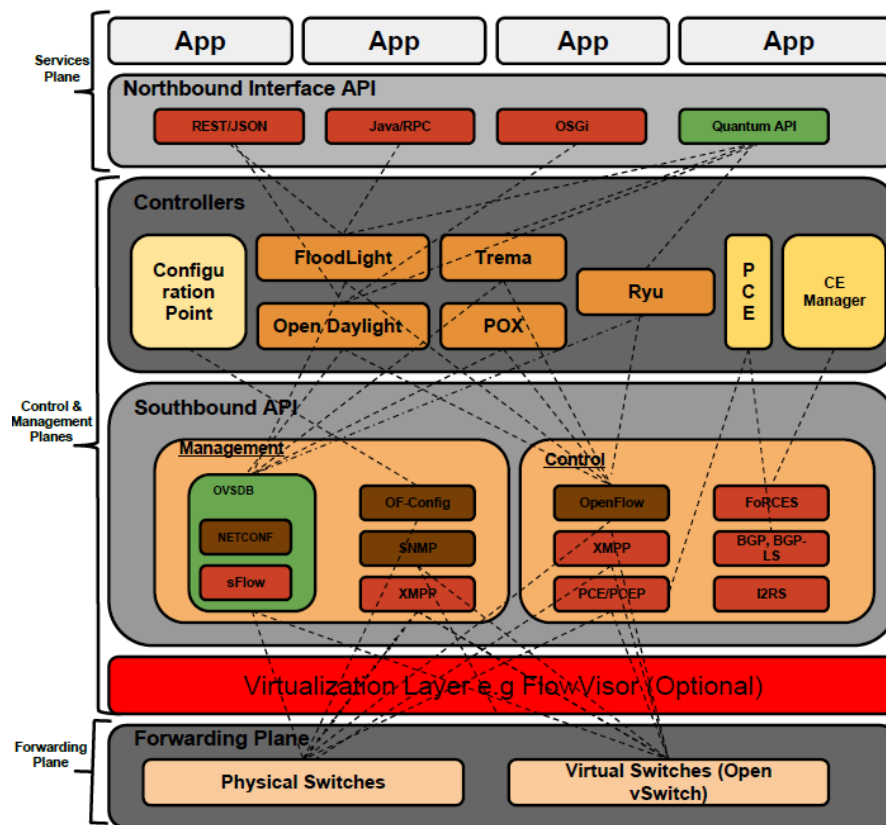 App
App
App
App
Services
Plane
Northbound Interface API
REST/JSON
Java/RPC
OSGi
Quantum API
Controllers
Configu
ration
Point
FloodLight
Trema
Ryu
P
C
E
CE
Manager
Open Daylight
POX
Control &
Management
Planes
Southbound API
Management
OVSDB
NETCONF
sFlow
OF-Config
SNMP
XMPP
Control
OpenFlow
XMPP
PCE/PCEP
FoRCES
BGP, BGP-
LS
I2RS
Virtualization Layer e.g FlowVisor (Optional)
Forwarding
Plane
Forwarding Plane
Physical Switches
Virtual Switches (Open
vSwitch)